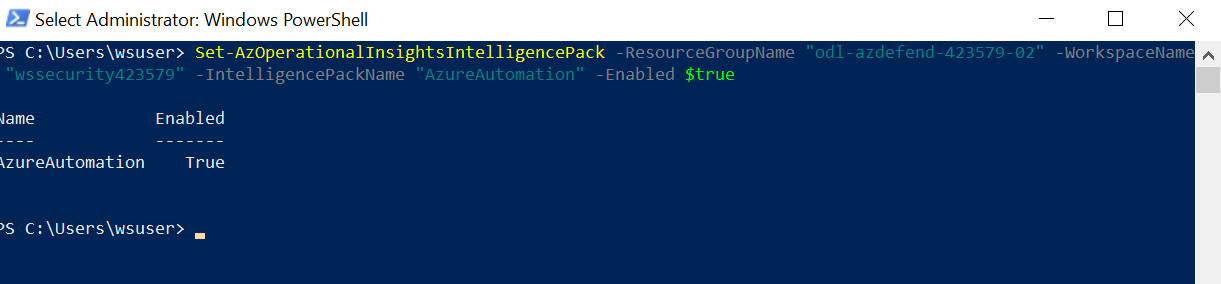 Select Administrator: Windows PowerShell
PS C:\Users\wsuser> Set-AzOperationalInsightsIntelligencePack -ResourceGroupName "odl-azdefend-423579-02" -WorkspaceName
"wssecurity423579" -IntelligencePackName "AzureAutomation" -Enabled $true
Name Enabled
---- -------
AzureAutomation True
PS C:\Users\wsuser>